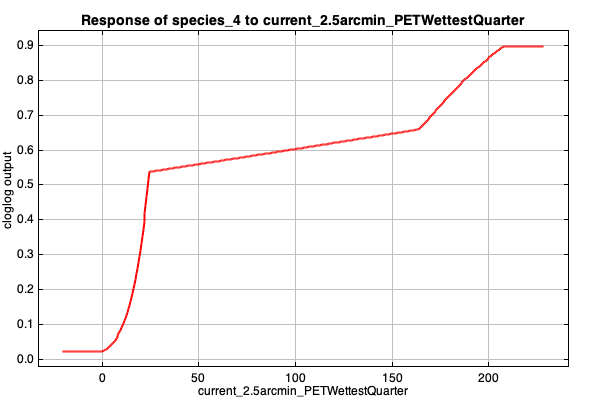 Response of species_4 to current_2.5arcmin_PETWettestQuarter
0.9
0.8
0.7
0.6
0.5
0.4
0.3
0.2
0.1
0.0
cloglog output
0 50 100 150 200
current_2.5arcmin_PETWettestQuarter